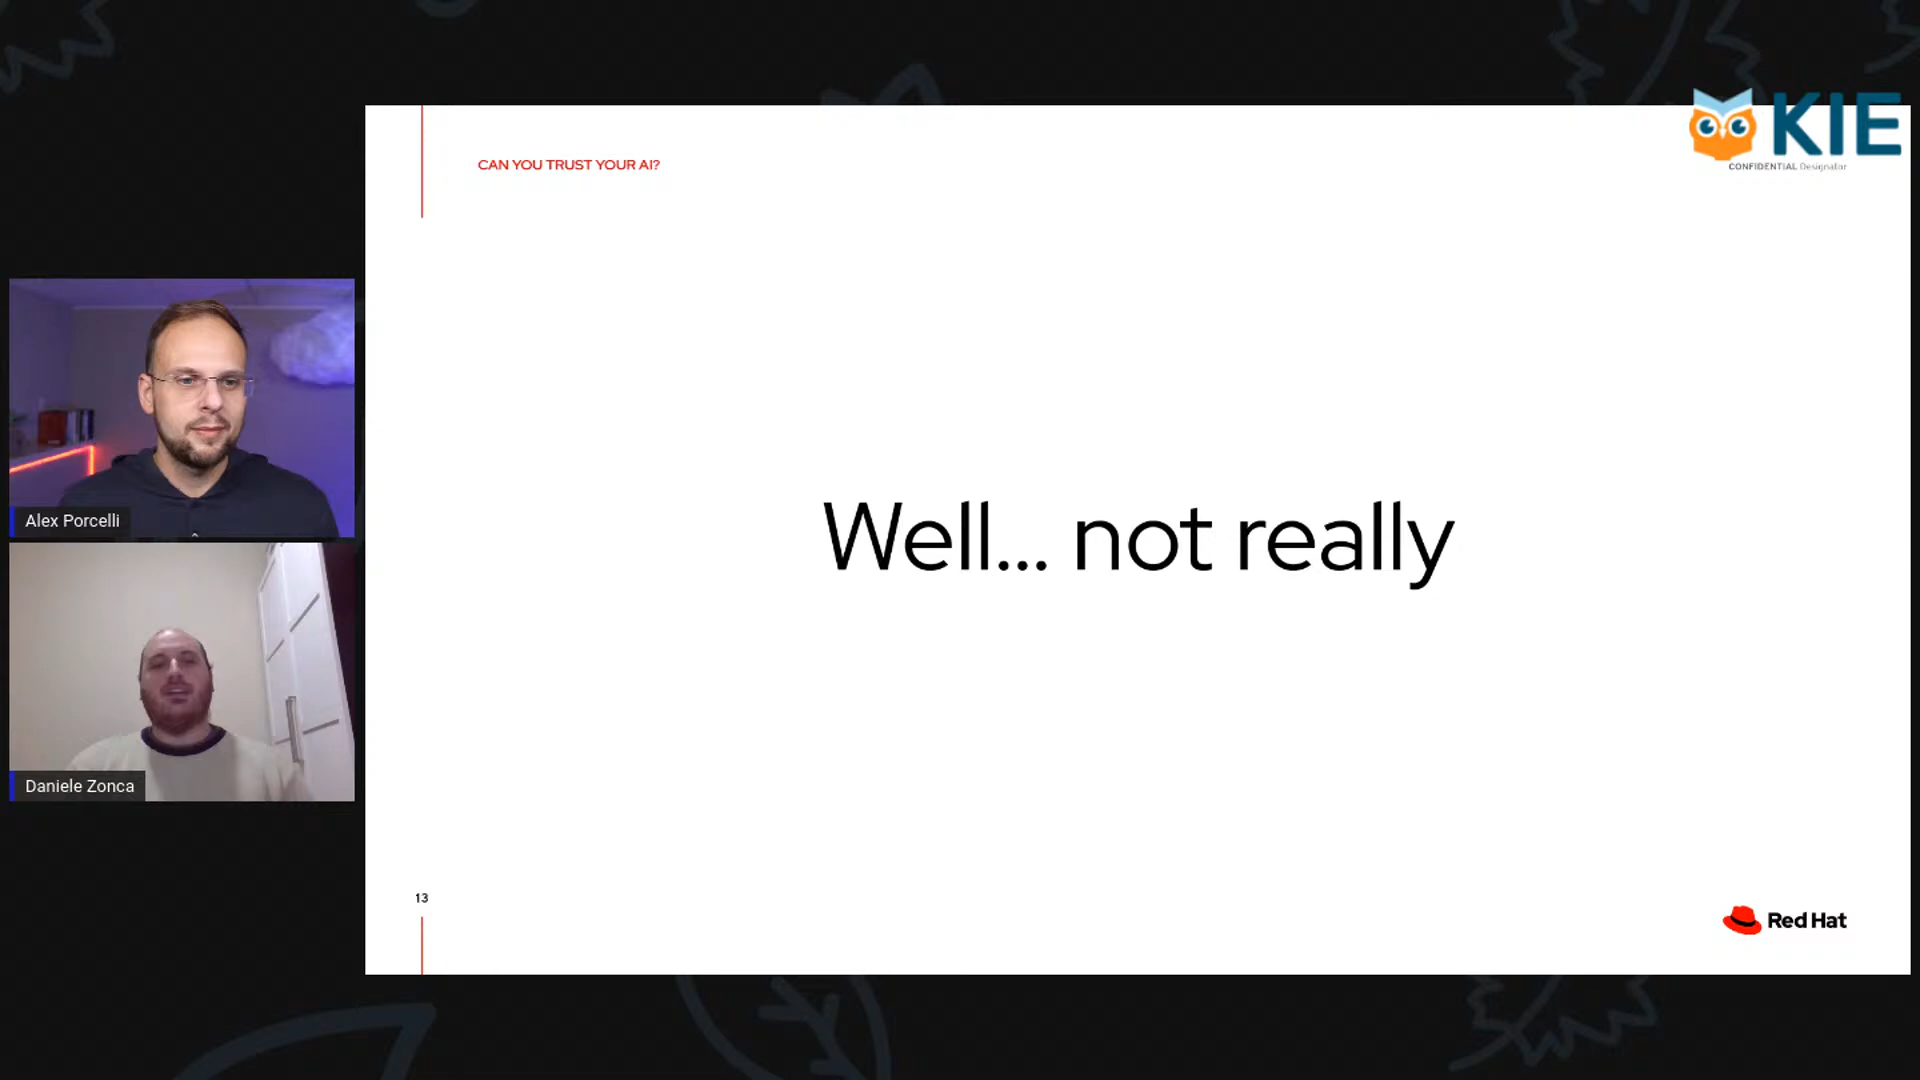 KIE
CAN YOU TRUST YOUR AI?
CONFIDENTIAL Designator
Well... not really
Alex Porcelli
Daniele Zonca
13
Red Hat